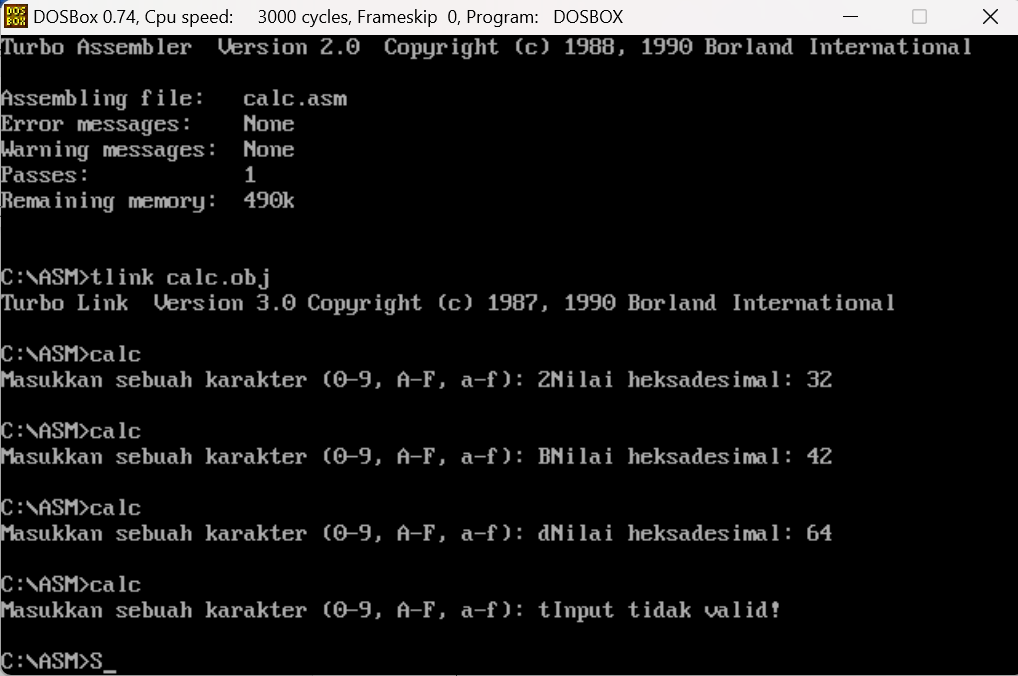 DOSBox 0.74, Cpu speed: 3000 cycles, Frameskip 0, Program: DOSBOX
Turbo Assembler Version 2.0 Copyright (c) 1988, 1990 Borland International
Assembling file: calc.asm
Error messages: None
Warning messages: None
Passes: 1
Remaining memory: 490k
C:\ASM>tlink calc.obj
Turbo Link Version 3.0 Copyright (c) 1987, 1990 Borland International
C:\ASM>calc
Masukkan sebuah karakter (0-9, A-F, a-f): 2Nilai heksadesimal: 32
C:\ASM>calc
Masukkan sebuah karakter (0-9, A-F, a-f): BNilai heksadesimal: 42
C:\ASM>calc
Masukkan sebuah karakter (0-9, A-F, a-f): dNilai heksadesimal: 64
C:\ASM>calc
Masukkan sebuah karakter (0-9, A-F, a-f): tInput tidak valid!
C:\ASM>S_